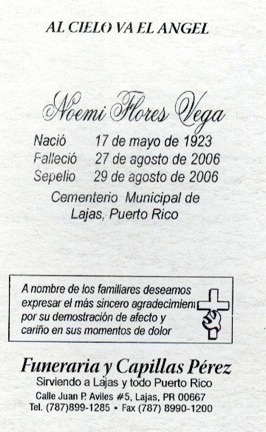 AL CIELO VA EL ANGEL
Noemi Flores Vega
Nació 17 de mayo de 1923
Falleció 27 de agosto de 2006
Sepelio 29 de agosto de 2006
Cementerio Municipal de
Lajas, Puerto Rico
A nombre de los familiares deseamos
expresar el más sincero agradecimien
por su demostración de afecto y
cariño en sus momentos de dolor
Funeraria y Capillas Pérez
Sirviendo a Lajas y todo Puerto Rico
Calle Juan P. Aviles #5, Lajas, PR 00667
Tel. (787)899-1285 • Fax (787) 8990-1200